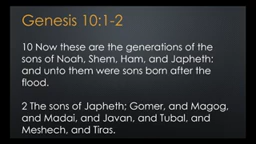 Genesis 10:1-2
10 Now these are the generations of the
sons of Noah, Shem, Ham, and Japheth:
and unto them were sons born after the
flood.
2 The sons of Japheth; Gomer, and Magog,
and Madai, and Javan, and Tubal, and
Meshech, and Tiras.